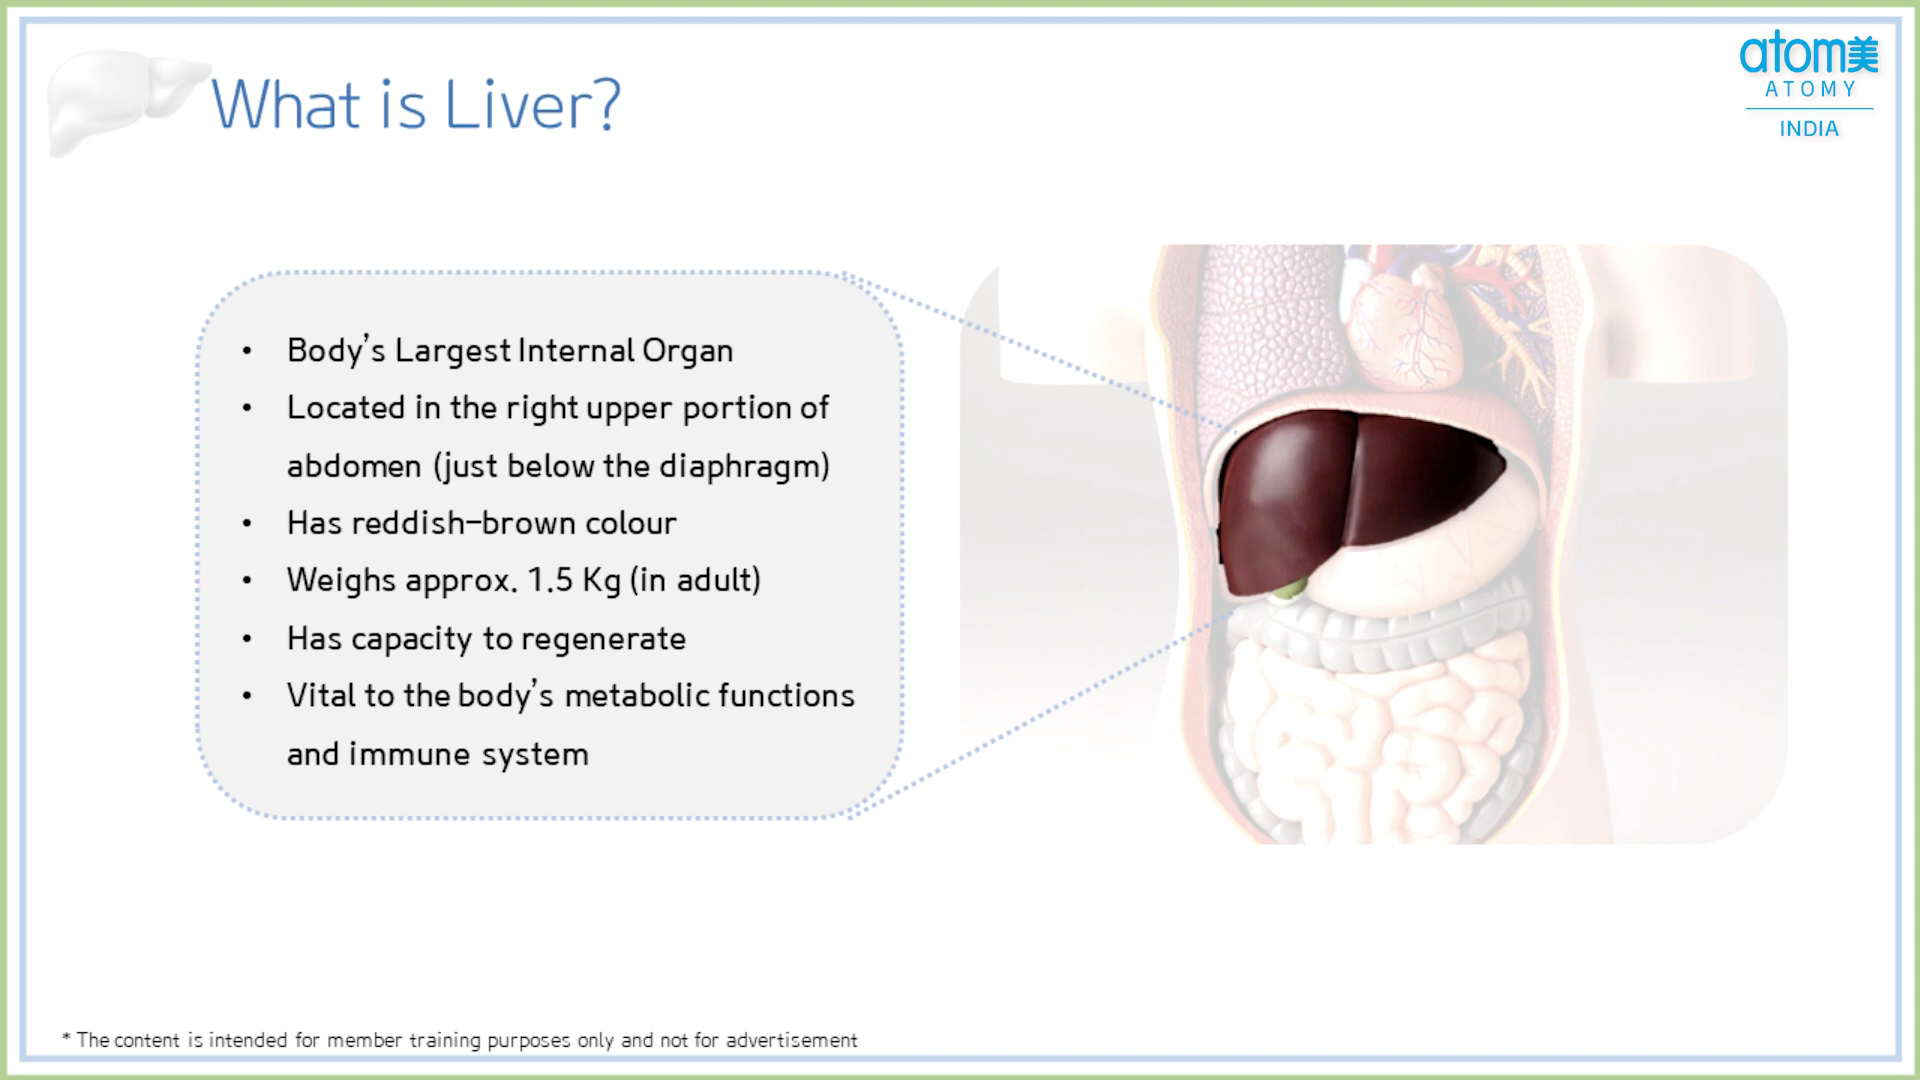 What is Liver?
atom美
ATOMY
INDIA
• Body's Largest Internal Organ
• Located in the right upper portion of
abdomen (just below the diaphragm)
• Has reddish-brown colour
• Weighs approx. 1.5 Kg (in adult)
• Has capacity to regenerate
• Vital to the body's metabolic functions
and immune system
* The content is intended for member training purposes only and not for advertisement